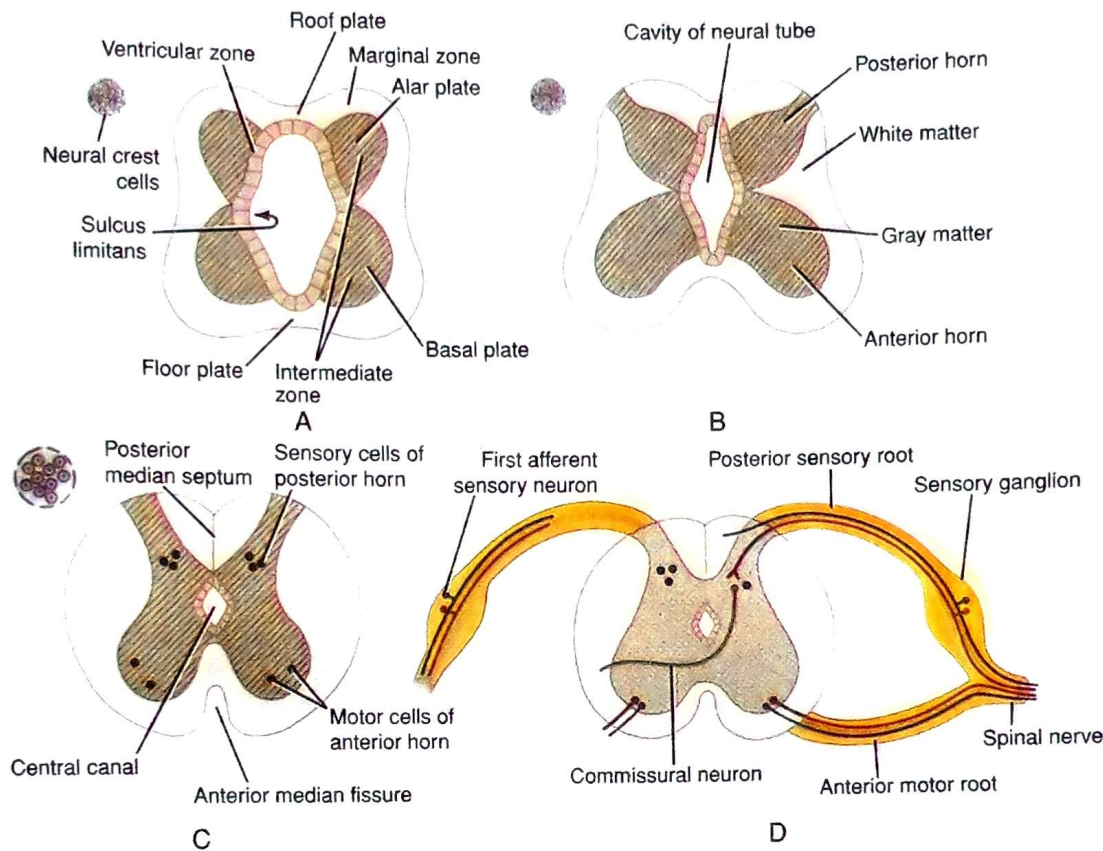 Roof plate
Ventricular zone
Marginal zone
Alar plate
Neural crest
cells
Sulcus
limitans
Floor plate
Intermediate
zone
Basal plate
A
Cavity of neural tube
Posterior horn
White matter
Gray matter
Anterior horn
B
Posterior
median septum
Sensory cells of
posterior horn
Central canal
Motor cells of
anterior horn
Anterior median fissure
C
First afferent
sensory neuron
Posterior sensory root
Sensory ganglion
Commissural neuron
Spinal nerve
Anterior motor root
D